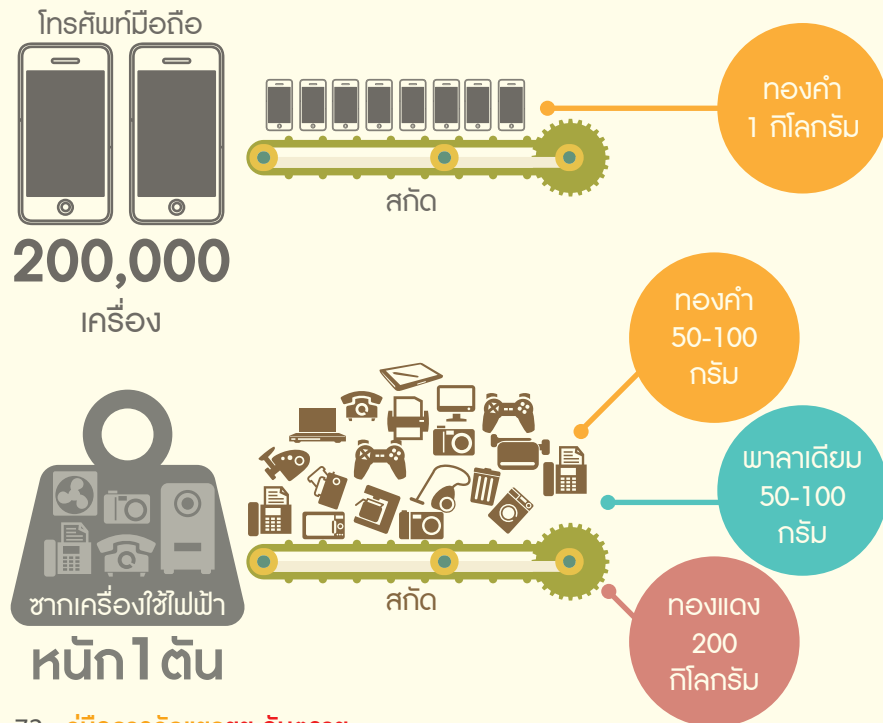 โทรศัพท์มือถือ
200,000
เครื่อง
สกัด
ทองคำ
1 กิโลกรัม
ซากเครื่องใช้ไฟฟ้า
หนัก 1 ตัน
สกัด
ทองคำ
50-100
กรัม
พาลาเดียม
50-100
กรัม
ทองแดง
200
กิโลกรัม